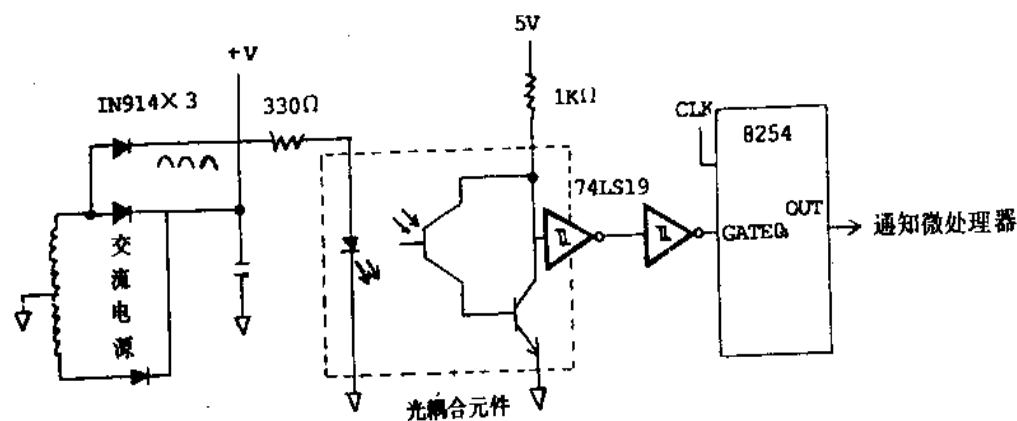 5V
+V
IN914×3
330Ω
1KΩ
CLK
8254
74LS19
OUT
GATE0
通知微处理器
交流电源
光耦合元件